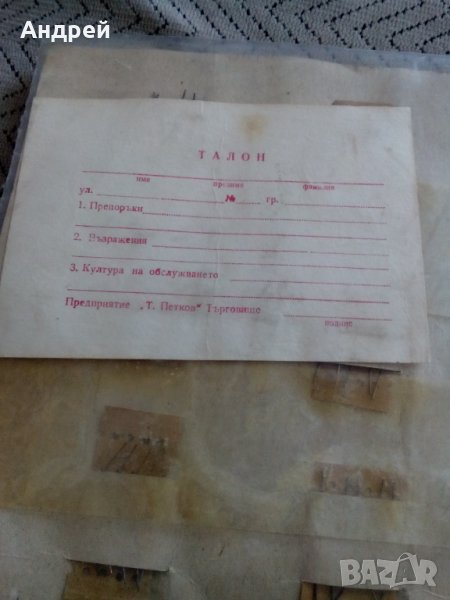 Андрей
ТАЛОН
име презиме фамилия
ул. № гр.
1. Препоръки
2. Възражения
3. Култура на обслужването
Предприятие „Т. Петков" Търговище
подпис
BAZAR